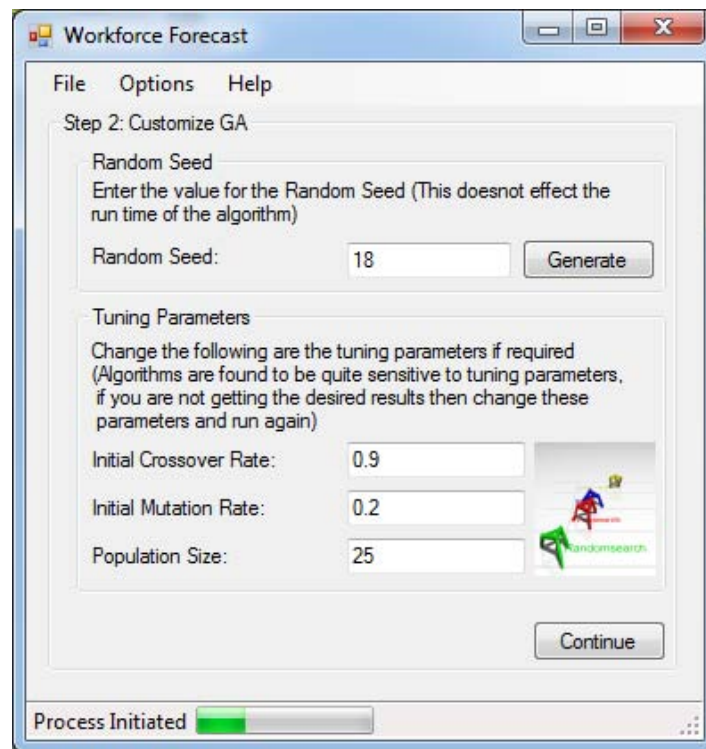 Workforce Forecast
File Options Help
Step 2: Customize GA
Random Seed
Enter the value for the Random Seed (This doesnot effect the
run time of the algorithm)
Random Seed: 18 Generate
Tuning Parameters
Change the following are the tuning parameters if required
(Algorithms are found to be quite sensitive to tuning parameters,
if you are not getting the desired results then change these
parameters and run again)
Initial Crossover Rate: 0.9
Initial Mutation Rate: 0.2
Population Size: 25
Randomsearch
Continue
Process Initiated